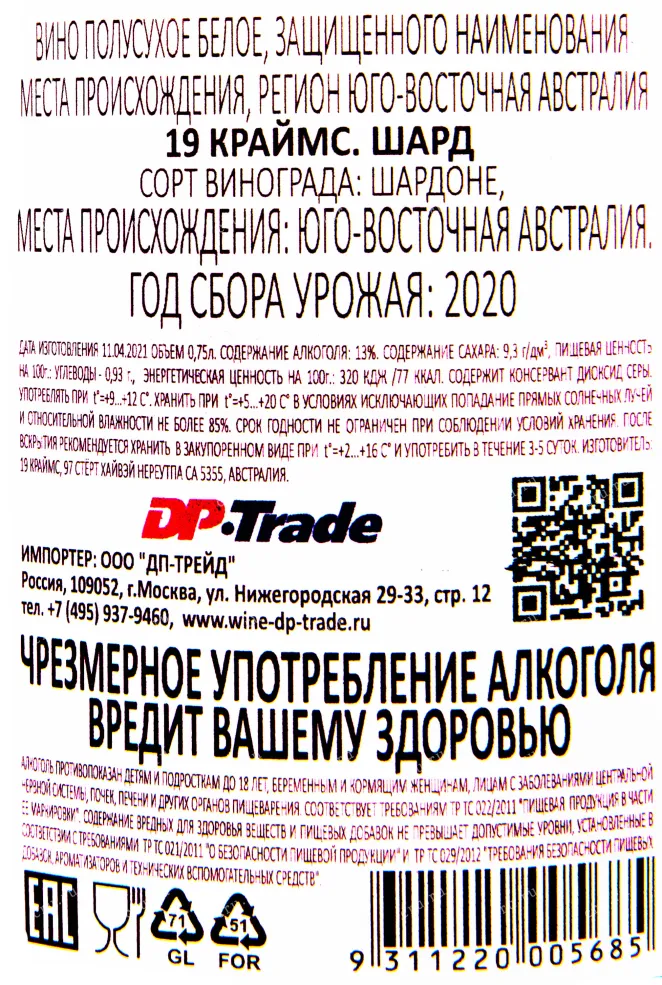 ВИНО ПОЛУСУХОЕ БЕЛОЕ, ЗАЩИЩЕННОГО НАИМЕНОВАНИЯ
МЕСТА ПРОИСХОЖДЕНИЯ, РЕГИОН ЮГО-ВОСТОЧНАЯ АВСТРАЛИЯ
19 КРАЙМС. ШАРД
СОРТ ВИНОГРАДА: ШАРДОНЕ,
МЕСТА ПРОИСХОЖДЕНИЯ: ЮГО-ВОСТОЧНАЯ АВСТРАЛИЯ.
ГОД СБОРА УРОЖАЯ: 2020
ДАТА ИЗГОТОВЛЕНИЯ 11.04.2021 ОБЪЕМ 0,75л. СОДЕРЖАНИЕ АЛКОГОЛЯ: 13%. СОДЕРЖАНИЕ САХАРА: 9,3 г/дм³, ПИЩЕВАЯ ЦЕННОСТЬ
НА 100г.: УГЛЕВОДЫ - 0,93 г., ЭНЕРГЕТИЧЕСКАЯ ЦЕННОСТЬ НА 100г.: 320 КДЖ /77 ККАЛ. СОДЕРЖИТ КОНСЕРВАНТ ДИОКСИД СЕРЫ.
УПОТРЕБЛЯТЬ ПРИ t°=+9...+12 С°. ХРАНИТЬ ПРИ t°=+5...+20 С° В УСЛОВИЯХ ИСКЛЮЧАЮЩИХ ПОПАДАНИЕ ПРЯМЫХ СОЛНЕЧНЫХ ЛУЧЕЙ
И ОТНОСИТЕЛЬНОЙ ВЛАЖНОСТИ НЕ БОЛЕЕ 85%. СРОК ГОДНОСТИ НЕ ОГРАНИЧЕН ПРИ СОБЛЮДЕНИИ УСЛОВИЙ ХРАНЕНИЯ. ПОСЛЕ
ВСКРЫТИЯ РЕКОМЕНДУЕТСЯ ХРАНИТЬ В ЗАКУПОРЕННОМ ВИДЕ ПРИ t°=+2...+16 С° И УПОТРЕБИТЬ В ТЕЧЕНИЕ 3-5 СУТОК. ИЗГОТОВИТЕЛЬ:
19 КРАЙМС, 97 СТЁРТ ХАЙВЭЙ НЕРЕУТПА СА 5355, АВСТРАЛИЯ.
DP·Trade
ИМПОРТЕР: ООО "ДП-ТРЕЙД"
Россия, 109052, г.Москва, ул. Нижегородская 29-33, стр. 12
тел. +7 (495) 937-9460, www.wine-dp-trade.ru
ЧРЕЗМЕРНОЕ УПОТРЕБЛЕНИЕ АЛКОГОЛЯ
ВРЕДИТ ВАШЕМУ ЗДОРОВЬЮ
АЛКОГОЛЬ ПРОТИВОПОКАЗАН ДЕТЯМ И ПОДРОСТКАМ ДО 18 ЛЕТ, БЕРЕМЕННЫМ И КОРМЯЩИМ ЖЕНЩИНАМ, ЛИЦАМ С ЗАБОЛЕВАНИЯМИ ЦЕНТРАЛЬНОЙ
НЕРВНОЙ СИСТЕМЫ, ПОЧЕК, ПЕЧЕНИ И ДРУГИХ ОРГАНОВ ПИЩЕВАРЕНИЯ. СООТВЕТСТВУЕТ ТРЕБОВАНИЯМ ТР ТС 022/2011 "ПИЩЕВАЯ ПРОДУКЦИЯ В ЧАСТИ
ЕЕ МАРКИРОВКИ". СОДЕРЖАНИЕ ВРЕДНЫХ ДЛЯ ЗДОРОВЬЯ ВЕЩЕСТВ И ПИЩЕВЫХ ДОБАВОК НЕ ПРЕВЫШАЕТ ДОПУСТИМЫЕ УРОВНИ, УСТАНОВЛЕННЫЕ В
СООТВЕТСТВИИ С ТРЕБОВАНИЯМИ ТР ТС 021/2011 "О БЕЗОПАСНОСТИ ПИЩЕВОЙ ПРОДУКЦИИ" И ТР ТС 029/2012 "ТРЕБОВАНИЯ БЕЗОПАСНОСТИ ПИЩЕВЫХ
ДОБАВОК, АРОМАТИЗАТОРОВ И ТЕХНИЧЕСКИХ ВСПОМОГАТЕЛЬНЫХ СРЕДСТВ".
EAC 71 51
GL FOR
9 311220 005685